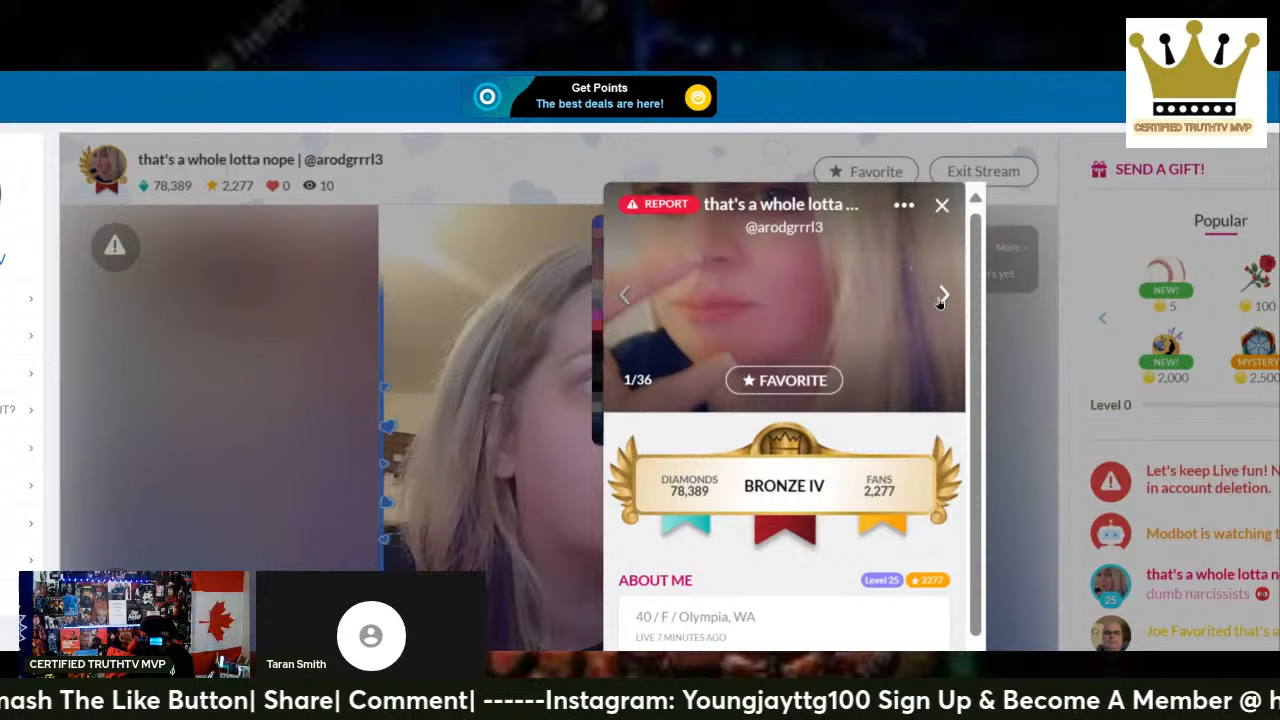 Get Points
The best deals are here!
CERTIFIED TRUTHTV MVP
that's a whole lotta nope | @arodgrrrl3
78,389
2,277
0
10
Favorite
Exit Stream
REPORT
that's a whole lotta ...
@arodgrrrl3
1/36
FAVORITE
DIAMONDS
78,389
BRONZE IV
FANS
2,277
ABOUT ME
Level 25
2277
40 / F / Olympia, WA
LIVE 7 MINUTES AGO
More
rs yet
SEND A GIFT!
Popular
NEW!
5
100
NEW!
2,000
MYSTERY
2,500
Level 0
Let's keep Live fun! N
in account deletion.
Modbot is watching t
that's a whole lotta n
25
dumb narcissists
Joe Favorited that's a
UT?
CERTIFIED TRUTHTV MVP
Taran Smith
mash The Like Button| Share| Comment| ------Instagram: Youngjayttg100 Sign Up & Become A Member @ h